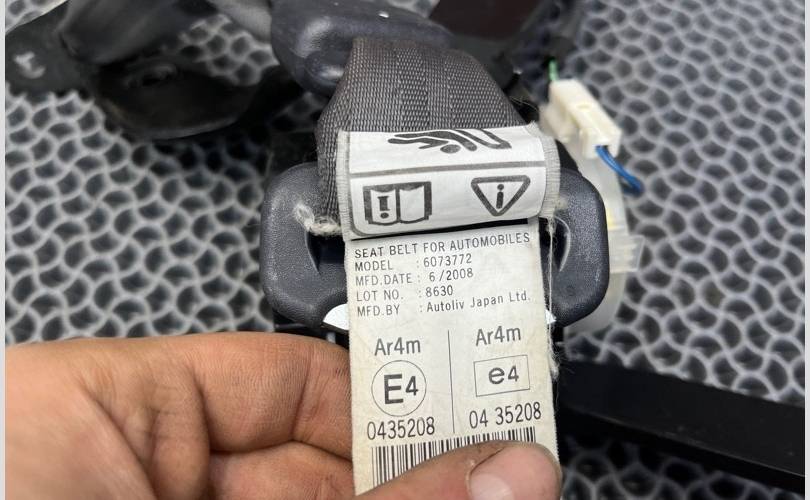 SEAT BELT FOR AUTOMOBILES
MODEL : 6073772
MFD.DATE : 6/2008
LOT NO. : 8630
MFD.BY : Autoliv Japan Ltd.
Ar4m Ar4m
E4 e4
0435208 04 35208